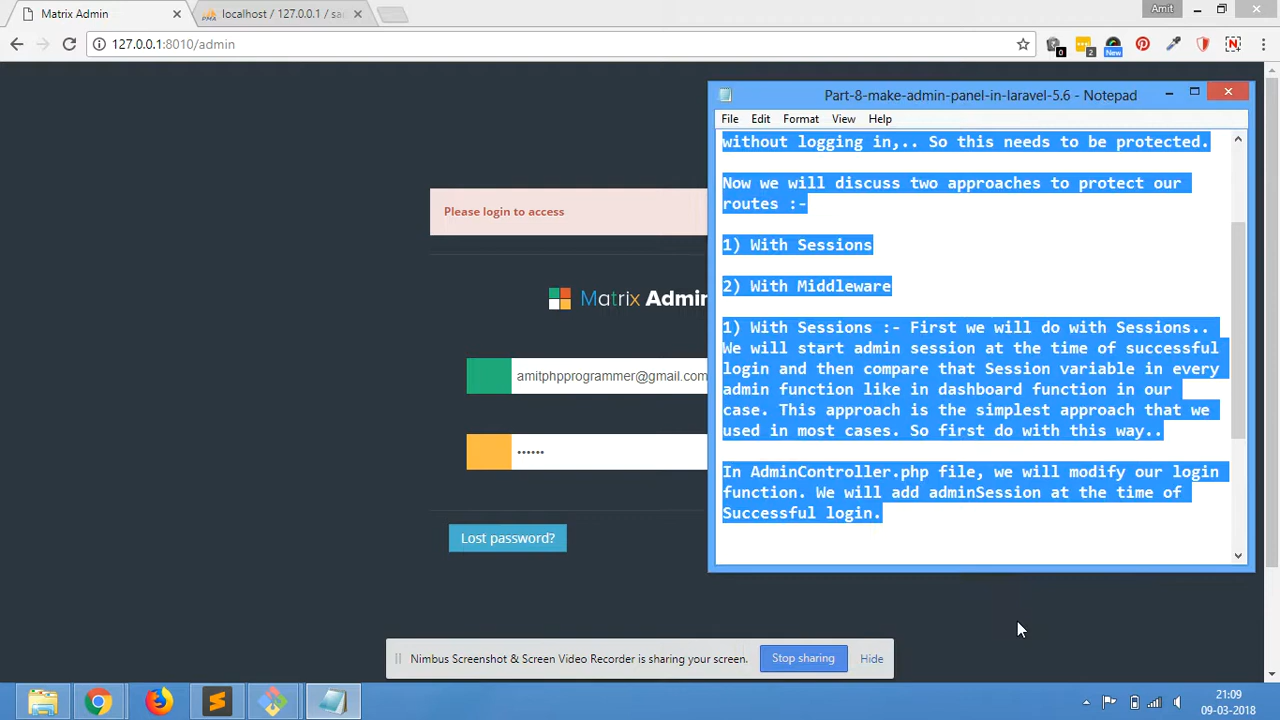 Matrix Admin
localhost / 127.0.0.1 / sa
Amit
127.0.0.1:8010/admin
0
2
New
Part-8-make-admin-panel-in-laravel-5.6 - Notepad
File Edit Format View Help
without logging in,.. So this needs to be protected.
Now we will discuss two approaches to protect our
routes :-
1) With Sessions
2) With Middleware
1) With Sessions :- First we will do with Sessions..
We will start admin session at the time of successful
login and then compare that Session variable in every
admin function like in dashboard function in our
case. This approach is the simplest approach that we
used in most cases. So first do with this way..
In AdminController.php file, we will modify our login
function. We will add adminSession at the time of
Successful login.
Please login to access
Matrix Admin
amitphpprogrammer@gmail.com
••••••
Lost password?
Nimbus Screenshot & Screen Video Recorder is sharing your screen.
Stop sharing
Hide
21:09
09-03-2018